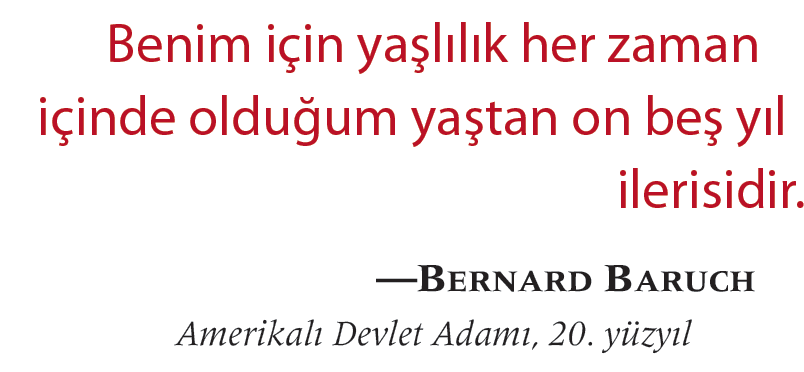 Benim için yaşlılık her zaman
içinde olduğum yaştan on beş yıl
ilerisidir.
—BERNARD BARUCH
Amerikalı Devlet Adamı, 20. yüzyıl